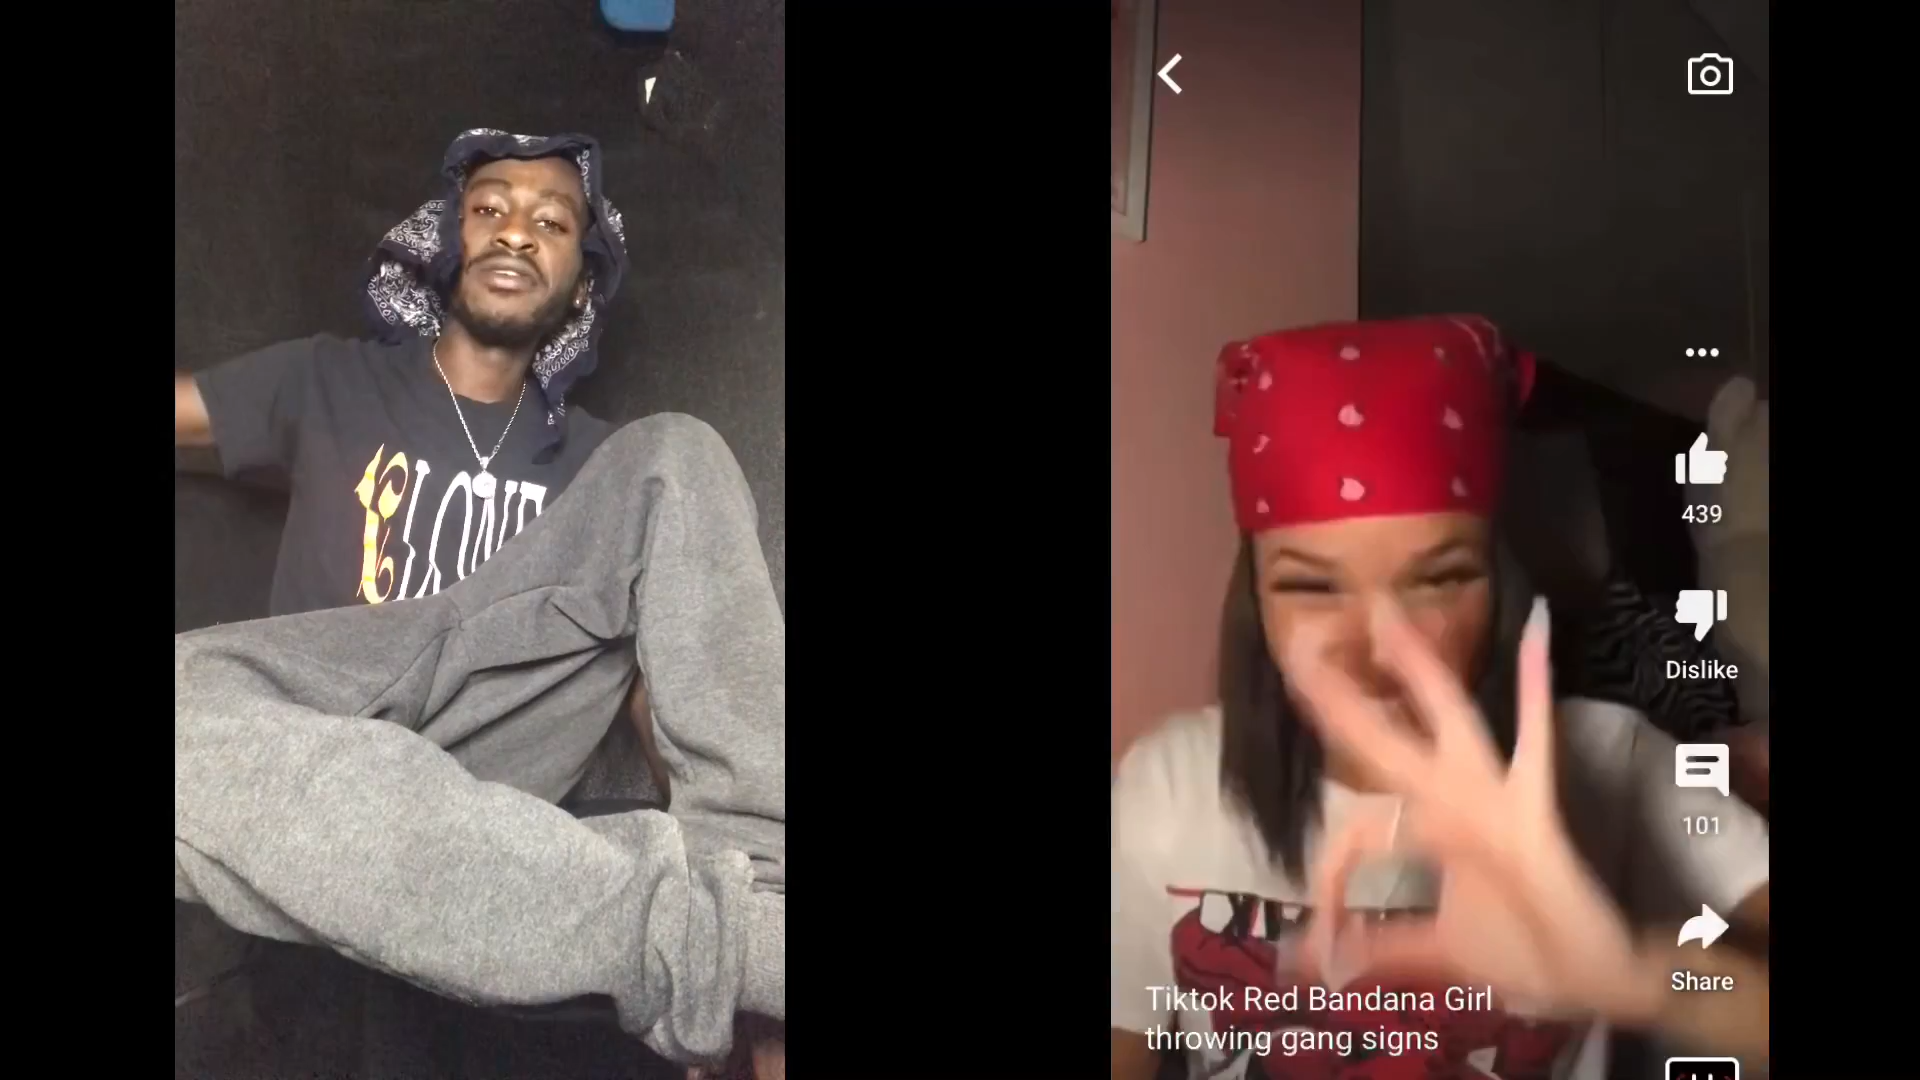 439
Dislike
101
Share
Tiktok Red Bandana Girl
throwing gang signs